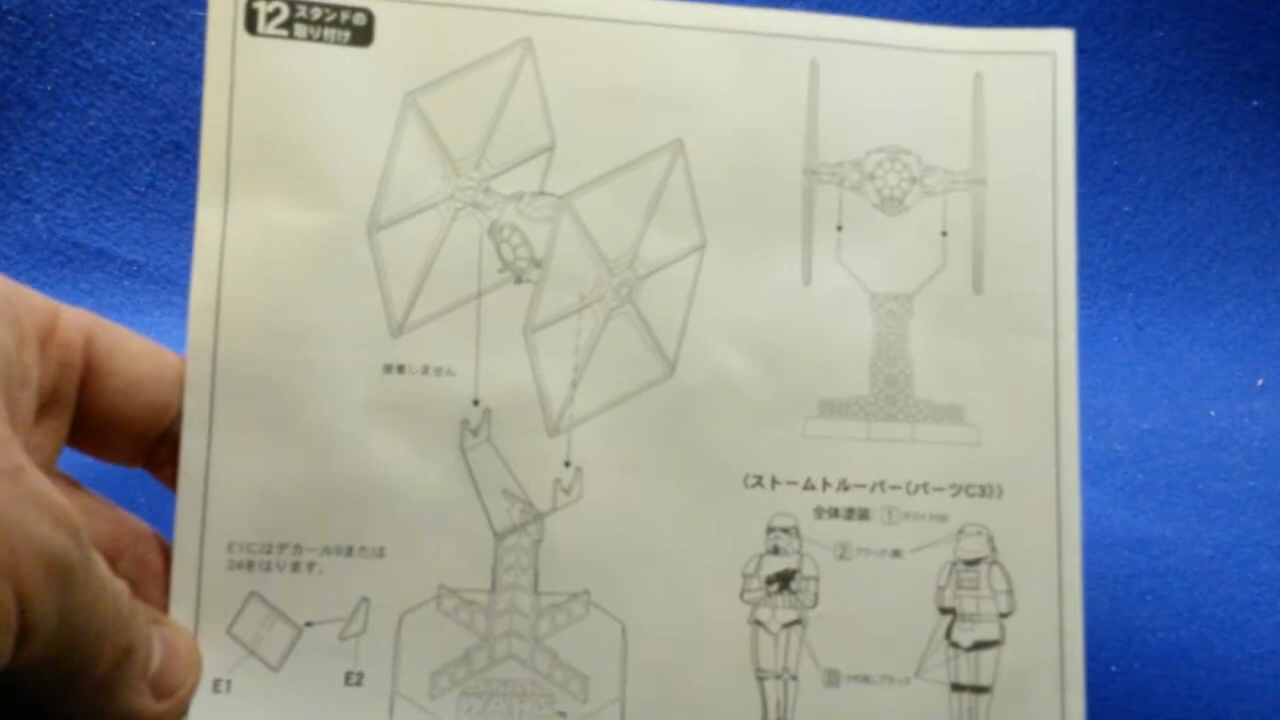 12 スタンドの
取り付け
接着しません
〈ストームトルーパー(パーツC3)〉
全体塗装: 1
2
E1にはデカール9または
24をはります。
E1
E2